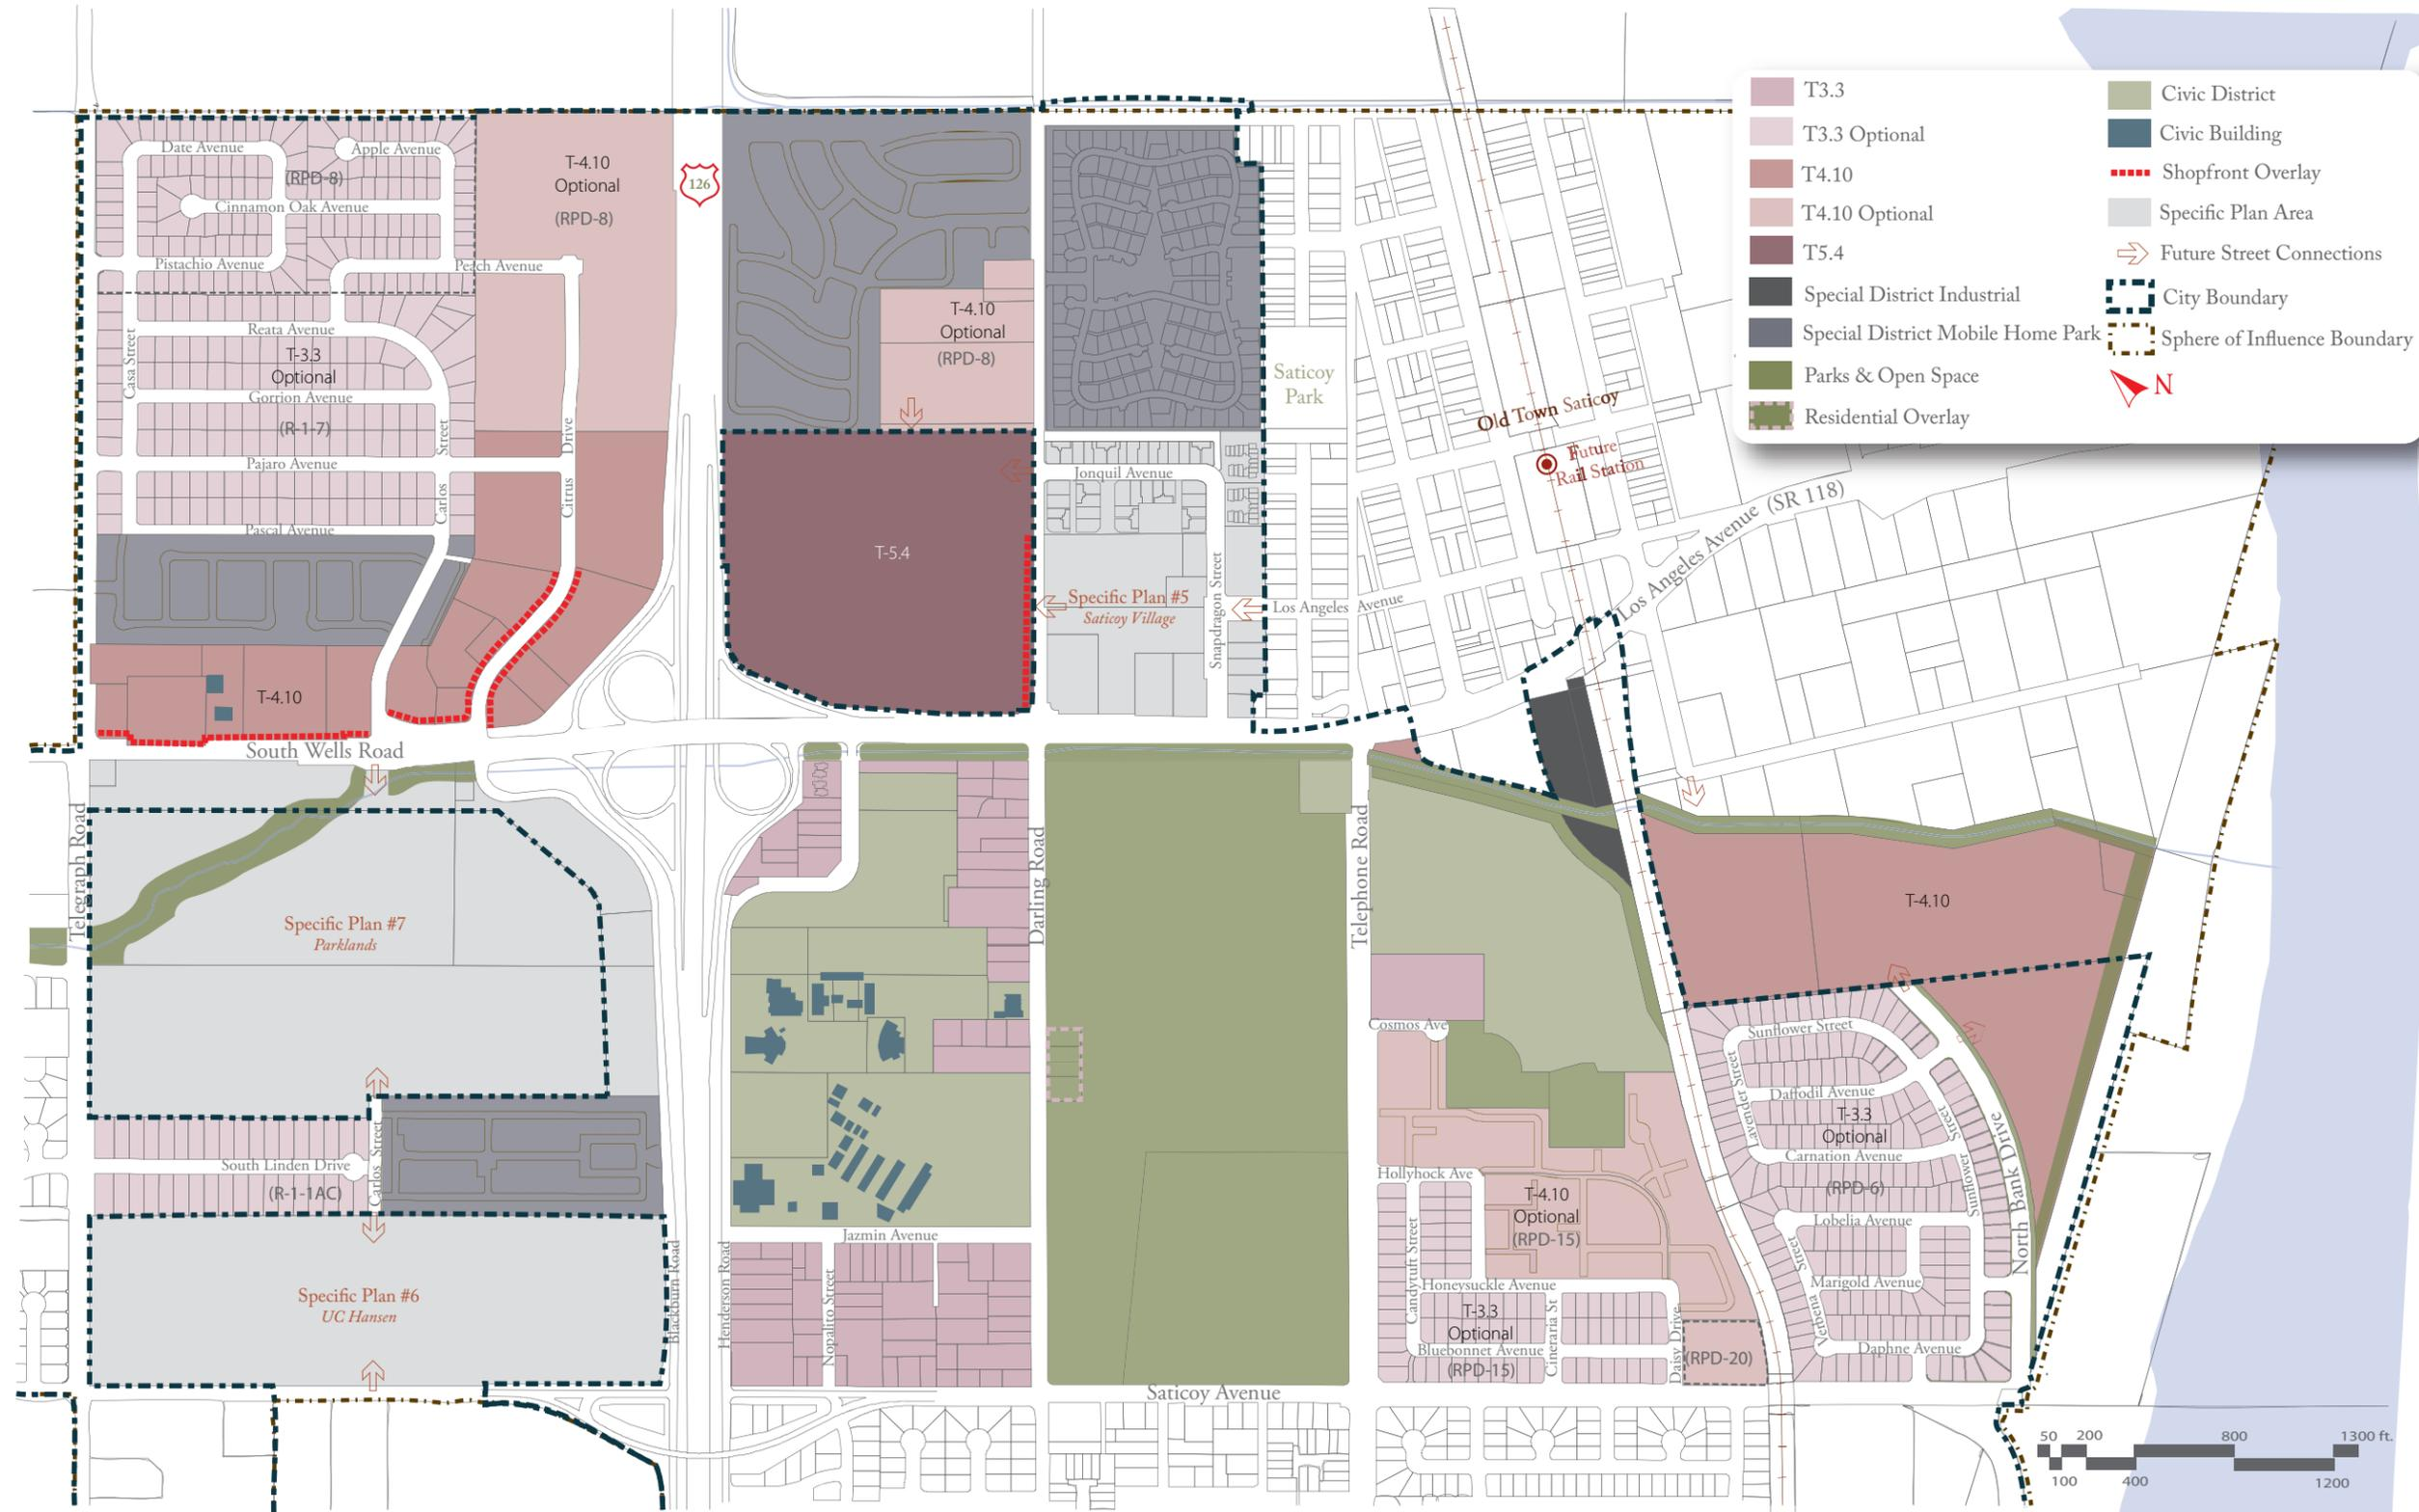 T3.3
T3.3 Optional
T4.10
T4.10 Optional
T5.4
Special District Industrial
Special District Mobile Home Park
Parks & Open Space
Residential Overlay
Civic District
Civic Building
Shopfront Overlay
Specific Plan Area
Future Street Connections
City Boundary
Sphere of Influence Boundary
N
Date Avenue
Apple Avenue
(RPD-8)
Cinnamon Oak Avenue
Pistachio Avenue
Peach Avenue
T-4.10
Optional
(RPD-8)
126
Reata Avenue
Casa Street
T-3.3
Optional
Gorrion Avenue
(R-1-7)
Carlos Street
Citrus Drive
Pajaro Avenue
Pascal Avenue
T-4.10
South Wells Road
T-4.10
Optional
(RPD-8)
T-5.4
Jonquil Avenue
Specific Plan #5
Saticoy Village
Snapdragon Street
Los Angeles Avenue
Saticoy
Park
Old Town Saticoy
Future
Rail Station
Los Angeles Avenue (SR 118)
Telegraph Road
Specific Plan #7
Parklands
South Linden Drive
(R-1-1AC)
Carlos Street
Specific Plan #6
UC Hansen
Blackburn Road
Henderson Road
Nopalito Street
Jazmin Avenue
Darling Road
Telephone Road
Saticoy Avenue
Cosmos Ave
Hollyhock Ave
T-4.10
Optional
(RPD-15)
Candytuft Street
Honeysuckle Avenue
T-3.3
Optional
Bluebonnet Avenue
(RPD-15)
Cineraria St
Daisy Drive
(RPD-20)
T-4.10
Sunflower Street
Lavender Street
Daffodil Avenue
T-3.3
Optional
Carnation Avenue
(RPD-6)
Sunflower Street
Lobelia Avenue
Marigold Avenue
Verbena Street
Daphne Avenue
North Bank Drive
50 200 800 1300 ft.
100 400 1200